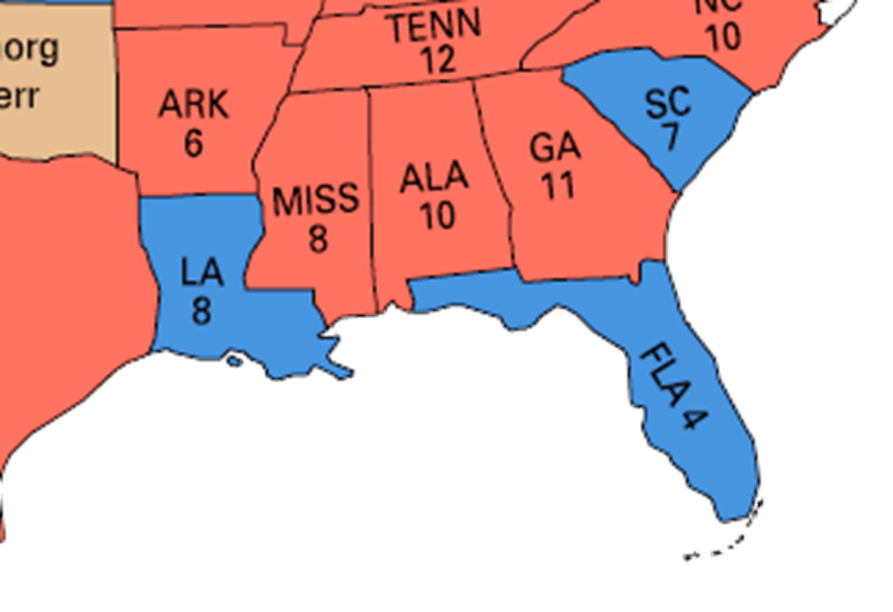 TENN
12
NC
10
org
err
ARK
6
SC
7
GA
11
ALA
10
MISS
8
LA
8
FLA 4